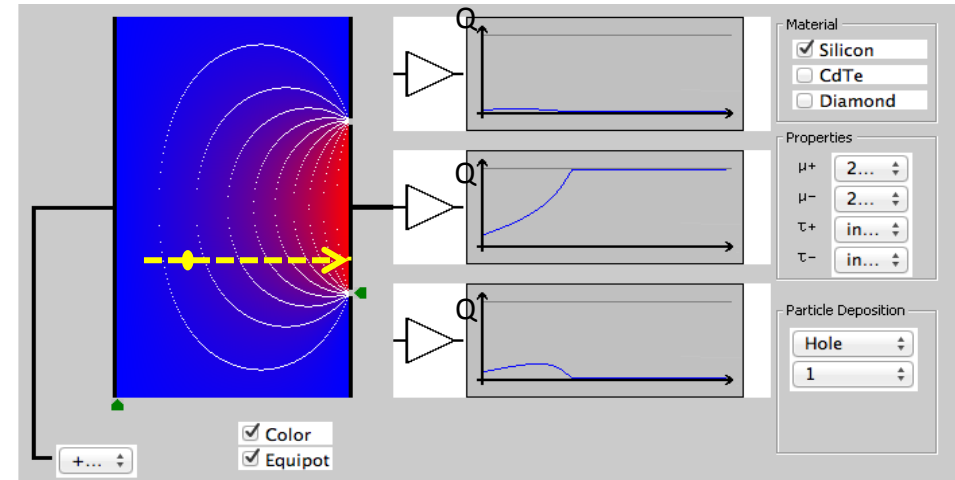 Q
Q
Q
Material
Silicon
CdTe
Diamond
Properties
μ+ 2...
μ- 2...
τ+ in...
τ- in...
Particle Deposition
Hole
1
Color
Equipot
+...